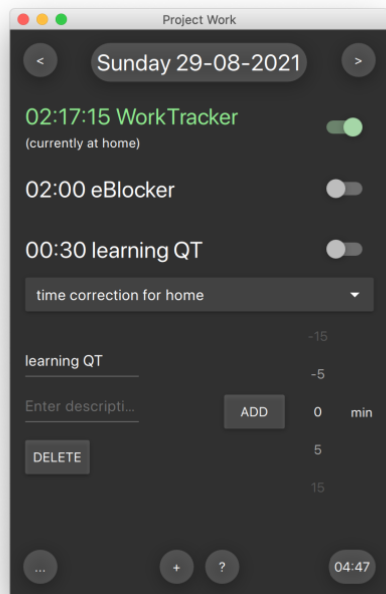 Project Work
< Sunday 29-08-2021 >
02:17:15 WorkTracker
(currently at home)
02:00 eBlocker
00:30 learning QT
time correction for home
-15
learning QT
-5
Enter descripti... ADD 0 min
5
DELETE
15
... + ? 04:47